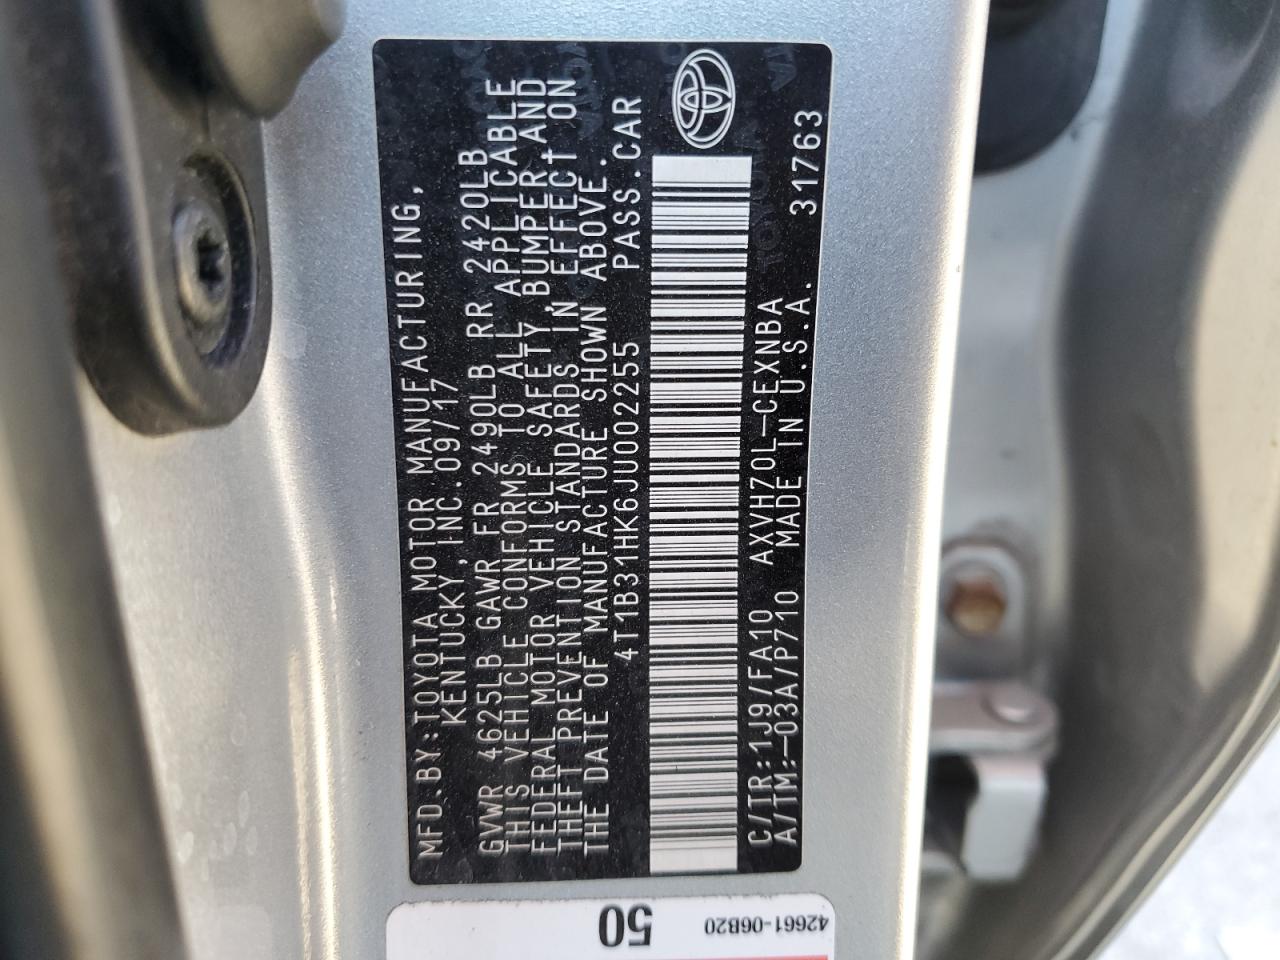 MFD.BY:TOYOTA MOTOR MANUFACTURING,
KENTUCKY, INC.09/17
GVWR 4625LB GAWR FR 2490LB RR 2420LB
THIS VEHICLE CONFORMS TO ALL APPLICABLE
FEDERAL MOTOR VEHICLE SAFETY,BUMPER,AND
THEFT PREVENTION STANDARDS IN EFFECT ON
THE DATE OF MANUFACTURE SHOWN ABOVE.
4T1B31HK6JU002255 PASS.CAR
C/TR:1J9/FA10 AXVH70L-CEXNBA
A/TM:-03A/P710 MADE IN U.S.A. 31763
50
42661-06B20